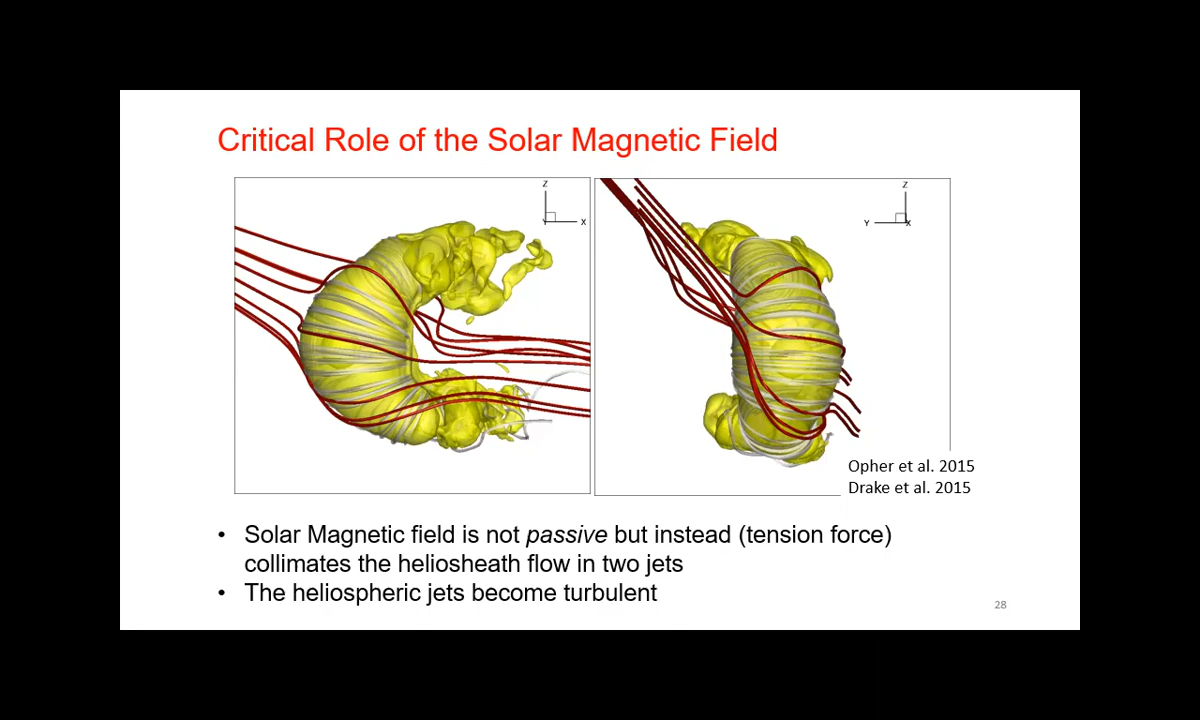 Critical Role of the Solar Magnetic Field
Z
Y
X
Z
Y
X
Opher et al. 2015
Drake et al. 2015
• Solar Magnetic field is not passive but instead (tension force)
collimates the heliosheath flow in two jets
• The heliospheric jets become turbulent
28